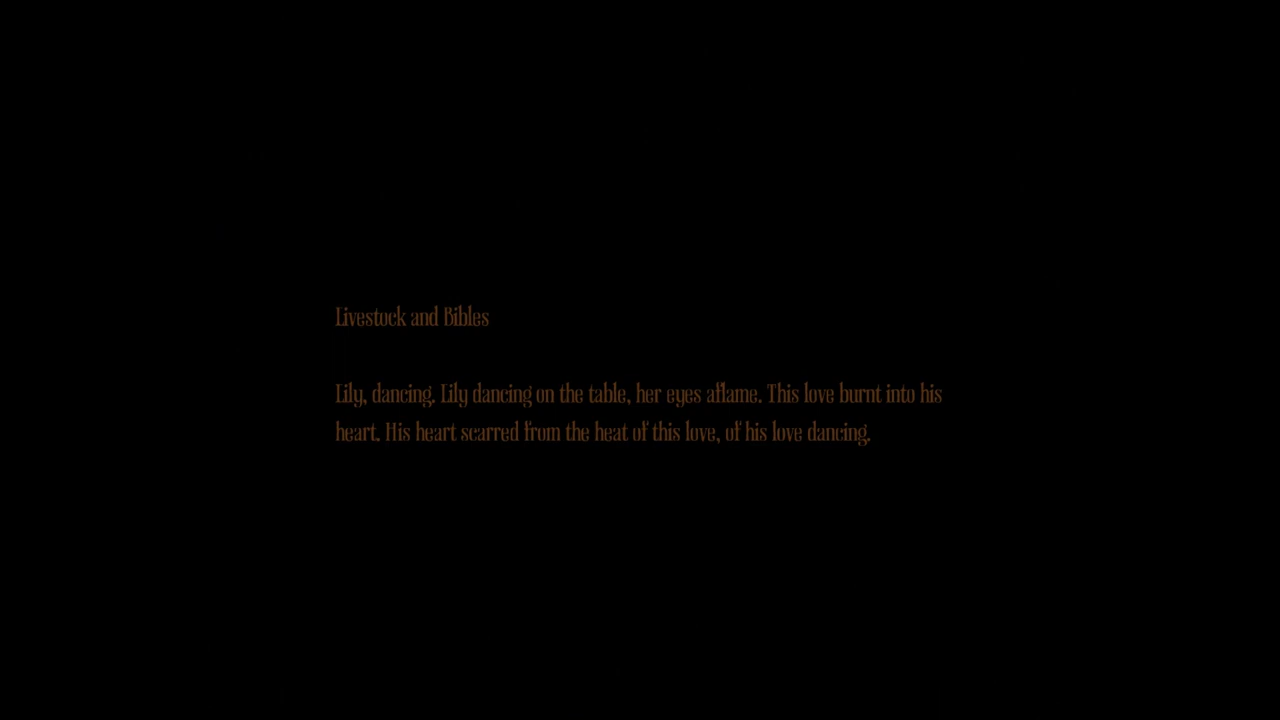 Livestock and Bibles
Lily, dancing. Lily dancing on the table, her eyes aflame. This love burnt into his
heart. His heart scarred from the heat of this love, of his love dancing.